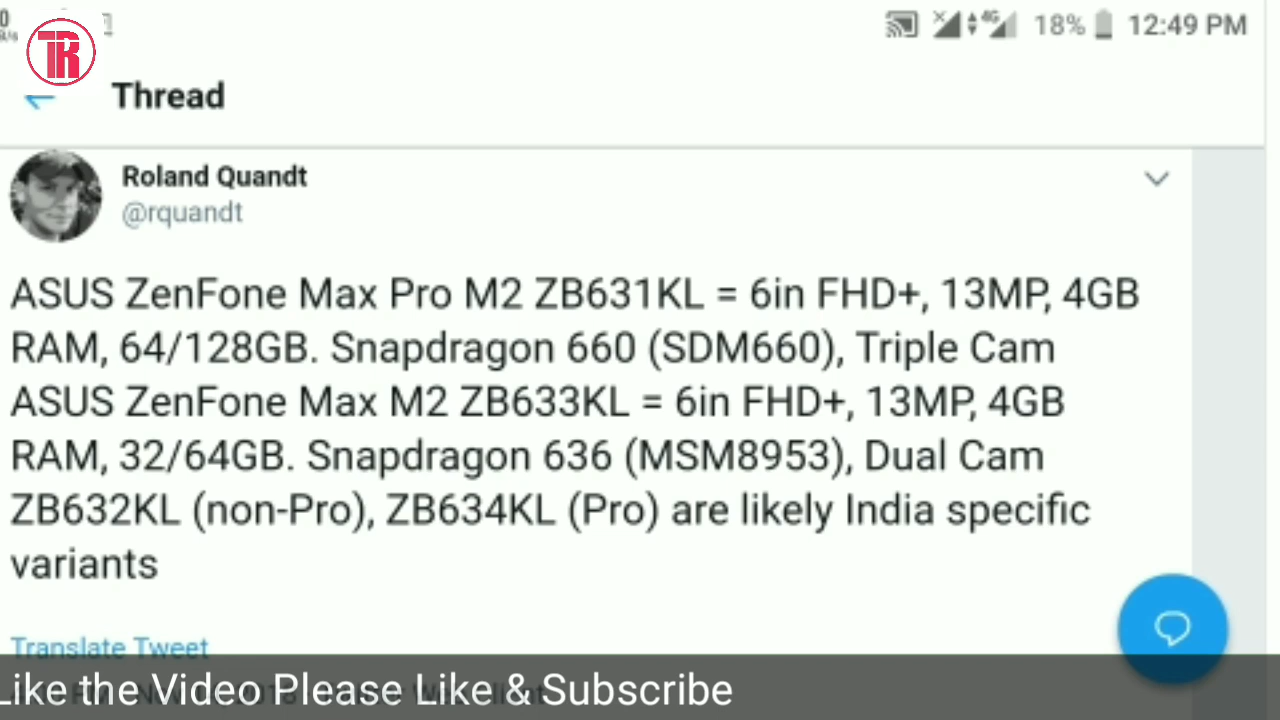 TR
18% 12:49 PM
4G
Thread
Roland Quandt
@rquandt
ASUS ZenFone Max Pro M2 ZB631KL = 6in FHD+, 13MP, 4GB
RAM, 64/128GB. Snapdragon 660 (SDM660), Triple Cam
ASUS ZenFone Max M2 ZB633KL = 6in FHD+, 13MP, 4GB
RAM, 32/64GB. Snapdragon 636 (MSM8953), Dual Cam
ZB632KL (non-Pro), ZB634KL (Pro) are likely India specific
variants
Translate Tweet
Like the Video Please Like & Subscribe